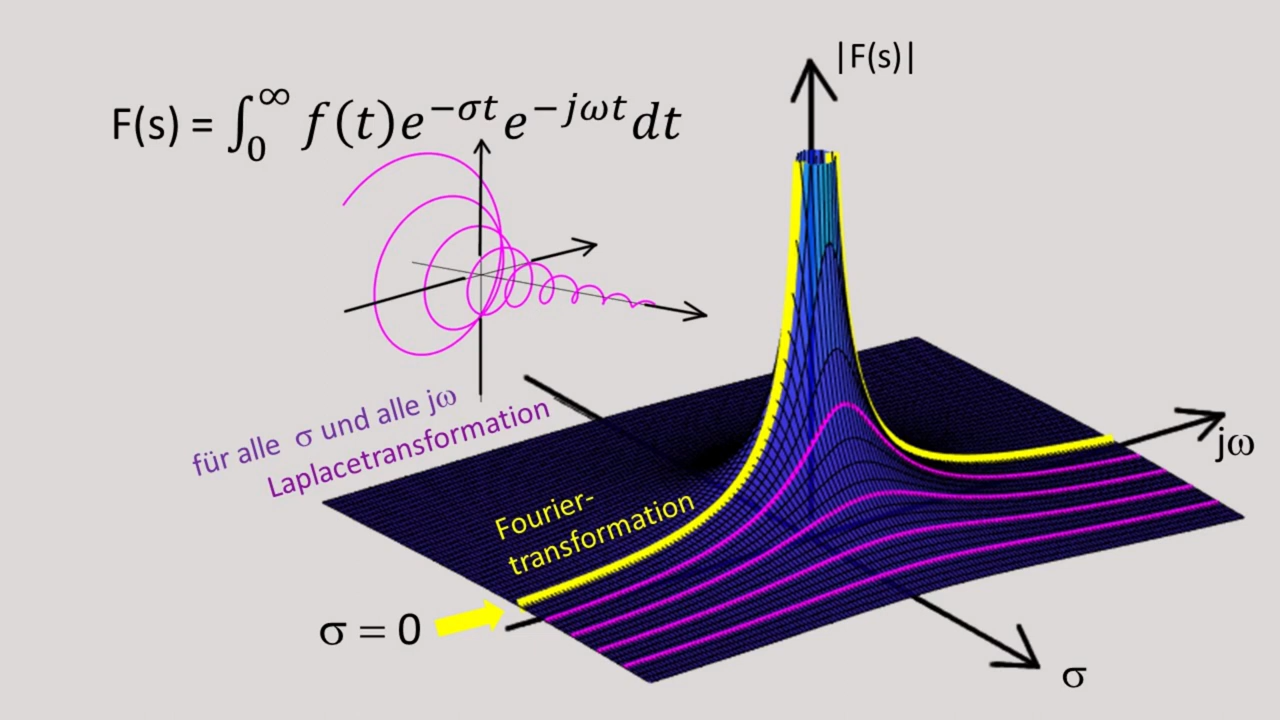 |F(s)|
F(s) = ∫₀^∞ f(t)e^{−σt}e^{−jωt}dt
für alle σ und alle jω
Laplacetransformation
Fourier-
transformation
jω
σ = 0
σ